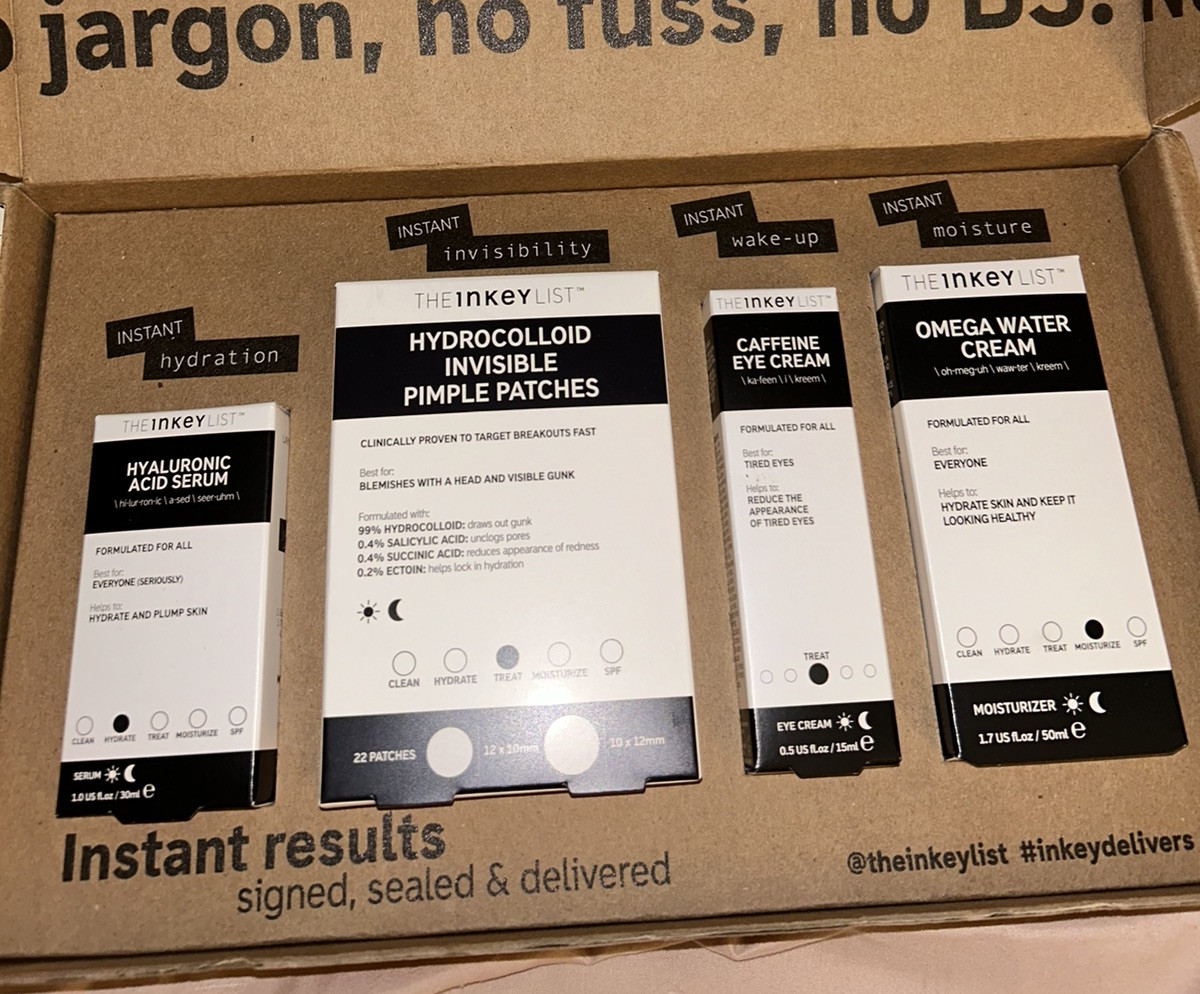 jargon, no fuss, no BS.
INSTANT
hydration
THE INKEY LIST™
HYALURONIC
ACID SERUM
\ hi-lur-ron-ic \ a-sed \ seer-uhm \
FORMULATED FOR ALL
Best for:
EVERYONE (SERIOUSLY)
Helps to:
HYDRATE AND PLUMP SKIN
CLEAN HYDRATE TREAT MOISTURIZE SPF
SERUM
1.0 US fl.oz / 30ml e
INSTANT
invisibility
THE INKEY LIST™
HYDROCOLLOID
INVISIBLE
PIMPLE PATCHES
CLINICALLY PROVEN TO TARGET BREAKOUTS FAST
Best for:
BLEMISHES WITH A HEAD AND VISIBLE GUNK
Formulated with:
99% HYDROCOLLOID: draws out gunk
0.4% SALICYLIC ACID: unclogs pores
0.4% SUCCINIC ACID: reduces appearance of redness
0.2% ECTOIN: helps lock in hydration
CLEAN HYDRATE TREAT MOISTURIZE SPF
22 PATCHES 12 x 10mm 10 x 12mm
INSTANT
wake-up
THE INKEY LIST™
CAFFEINE
EYE CREAM
\ ka-feen \ i \ kreem \
FORMULATED FOR ALL
Best for:
TIRED EYES
Helps to:
REDUCE THE
APPEARANCE
OF TIRED EYES
TREAT
EYE CREAM
0.5 US fl.oz / 15ml e
INSTANT
moisture
THE INKEY LIST™
OMEGA WATER
CREAM
\ oh-meg-uh \ waw-ter \ kreem \
FORMULATED FOR ALL
Best for:
EVERYONE
Helps to:
HYDRATE SKIN AND KEEP IT
LOOKING HEALTHY
CLEAN HYDRATE TREAT MOISTURIZE SPF
MOISTURIZER
1.7 US fl.oz / 50ml e
Instant results
signed, sealed & delivered
@theinkeylist #inkeydelivers